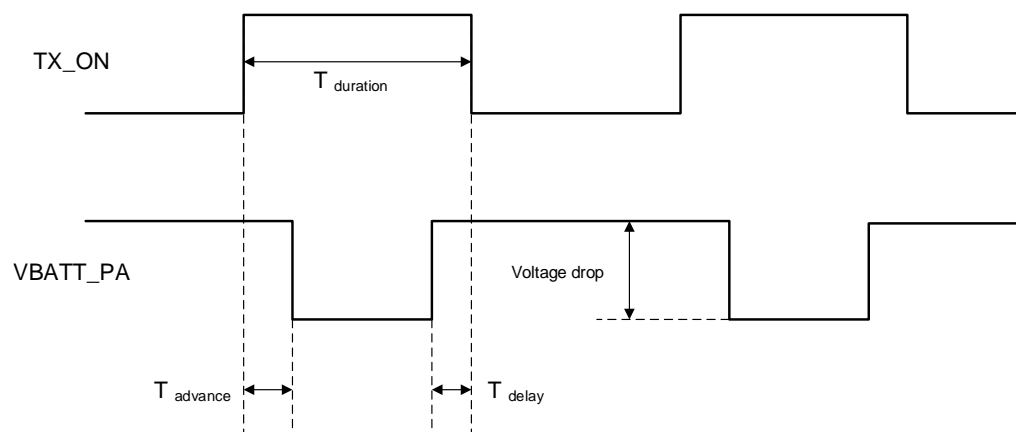 TX_ON
T duration
VBATT_PA
Voltage drop
T advance
T delay